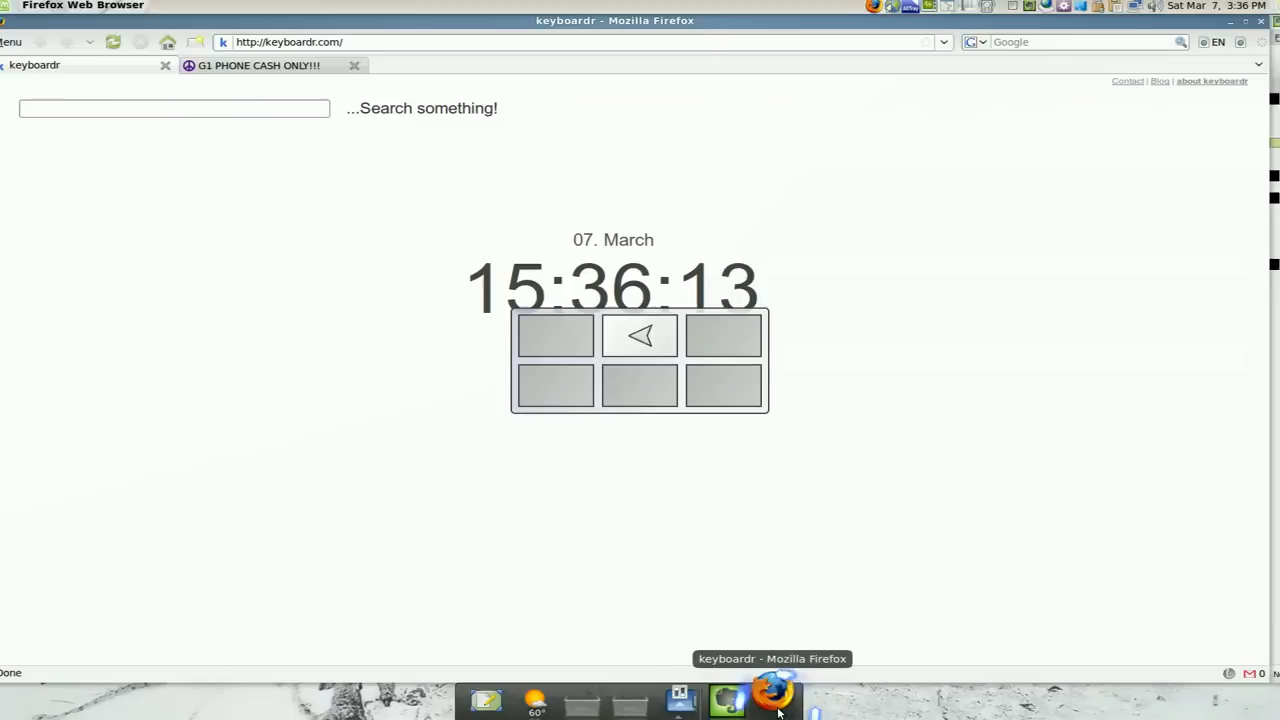 Firefox Web Browser
Sat Mar 7, 3:36 PM
keyboardr - Mozilla Firefox
enu
http://keyboardr.com/
Google
EN
keyboardr
G1 PHONE CASH ONLY!!!
Contact | Blog | about keyboardr
...Search something!
07. March
15:36:13
keyboardr - Mozilla Firefox
Done
0
60°